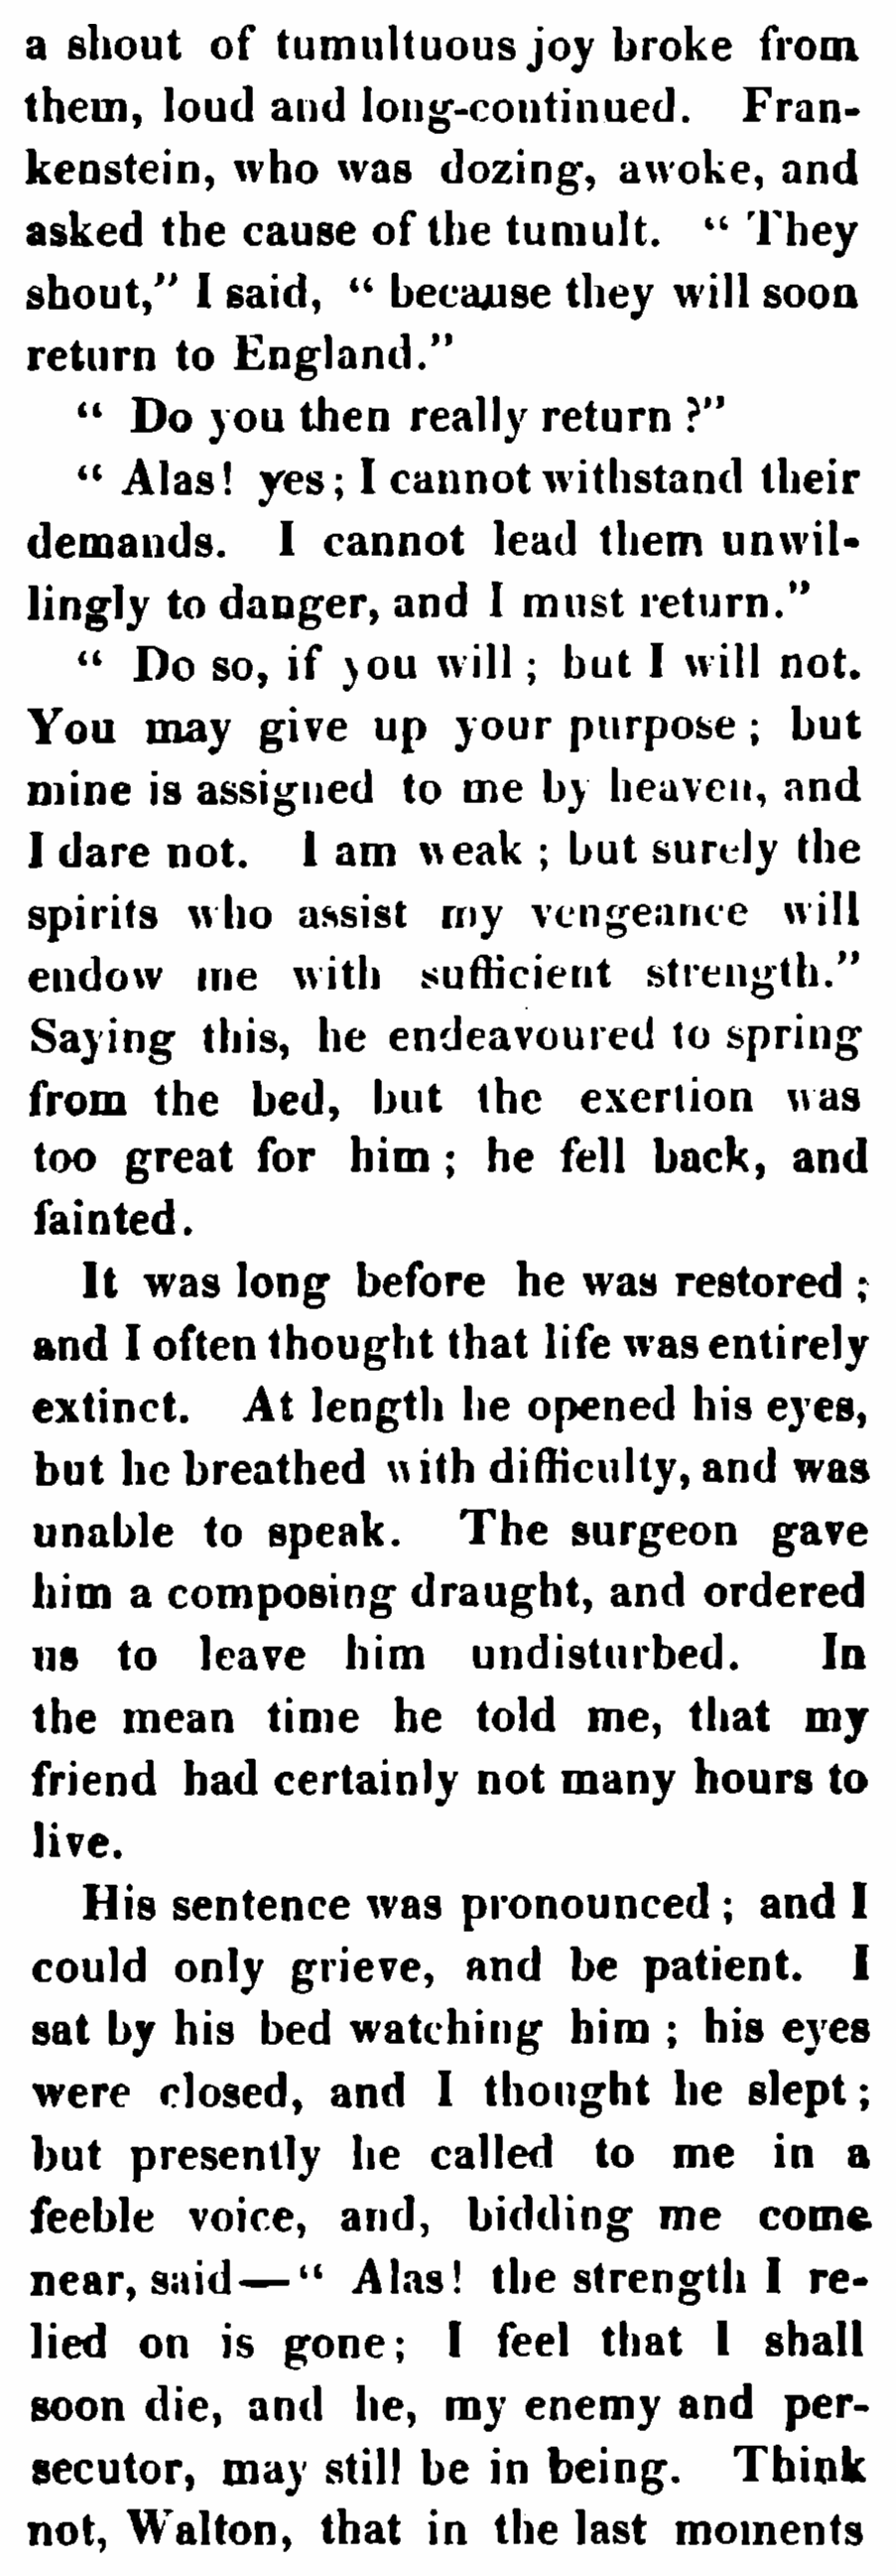 a shout of tumultuous joy broke from
them, loud and long-continued. Fran-
kenstein, who was dozing, awoke, and
asked the cause of the tumult. “ They
shout,” I said, “ because they will soon
return to England.”
“ Do you then really return ?”
“ Alas! yes; I cannot withstand their
demands. I cannot lead them unwil-
lingly to danger, and I must return.”
“ Do so, if you will ; but I will not.
You may give up your purpose ; but
mine is assigned to me by heaven, and
I dare not. I am weak ; but surely the
spirits who assist my vengeance will
endow me with sufficient strength.”
Saying this, he endeavoured to spring
from the bed, but the exertion was
too great for him ; he fell back, and
fainted.
It was long before he was restored ;
and I often thought that life was entirely
extinct. At length he opened his eyes,
but he breathed with difficulty, and was
unable to speak. The surgeon gave
him a composing draught, and ordered
us to leave him undisturbed. In
the mean time he told me, that my
friend had certainly not many hours to
live.
His sentence was pronounced ; and I
could only grieve, and be patient. I
sat by his bed watching him ; his eyes
were closed, and I thought he slept ;
but presently he called to me in a
feeble voice, and, bidding me come
near, said—“ Alas! the strength I re-
lied on is gone; I feel that I shall
soon die, and he, my enemy and per-
secutor, may still be in being. Think
not, Walton, that in the last moments